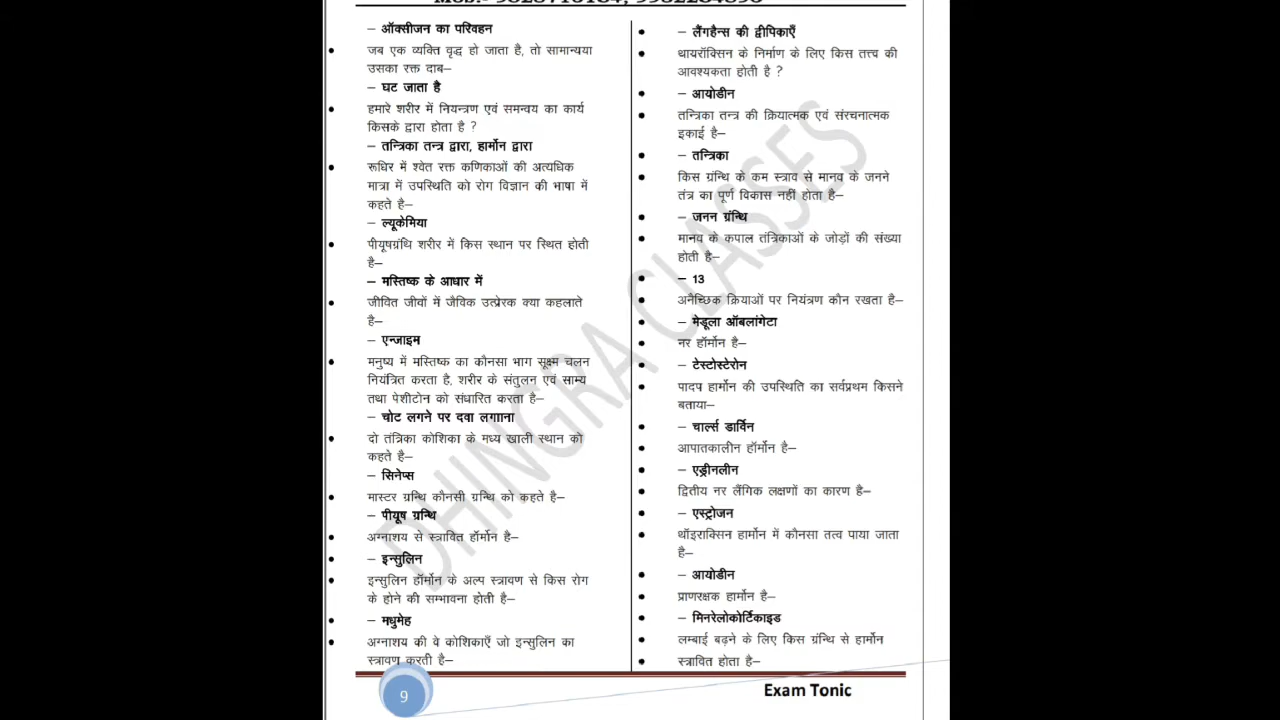 – ऑक्सीजन का परिवहन
• जब एक व्यक्ति वृद्ध हो जाता है, तो सामान्यया
उसका रक्त दाब–
– घट जाता है
• हमारे शरीर में नियन्त्रण एवं समन्वय का कार्य
किसके द्वारा होता है ?
– तन्त्रिका तन्त्र द्वारा, हार्मोन द्वारा
• रूधिर में श्वेत रक्त कणिकाओं की अत्यधिक
मात्रा में उपस्थिति को रोग विज्ञान की भाषा में
कहते है–
– ल्यूकेमिया
• पीयूषग्रंथि शरीर में किस स्थान पर स्थित होती
है–
– मस्तिष्क के आधार में
• जीवित जीवों में जैविक उत्प्रेरक क्या कहलाते
है–
– एन्जाइम
• मनुष्य में मस्तिष्क का कौनसा भाग सूक्ष्म चलन
नियंत्रित करता है, शरीर के संतुलन एवं साम्य
तथा पेशीटोन को संधारित करता है–
– चोट लगने पर दवा लगााना
• दो तंत्रिका कोशिका के मध्य खाली स्थान को
कहते है–
– सिनेप्स
• मास्टर ग्रन्थि कौनसी ग्रन्थि को कहते है–
– पीयूष ग्रन्थि
• अग्नाशय से स्त्रावित हॉर्मोन है–
• – इन्सुलिन
• इन्सुलिन हॉर्मोन के अल्प स्त्रावण से किस रोग
के होने की सम्भावना होती है–
• – मधुमेह
• अग्नाशय की वे कोशिकाएँ जो इन्सुलिन का
स्त्रावण करती है–
• – लैंगहैन्स की द्वीपिकाएँ
• थायरॉक्सिन के निर्माण के लिए किस तत्त्व की
आवश्यकता होती है ?
• – आयोडीन
• तन्त्रिका तन्त्र की क्रियात्मक एवं संरचनात्मक
इकाई है–
• – तन्त्रिका
• किस ग्रंन्थि के कम स्त्राव से मानव के जनने
तंत्र का पूर्ण विकास नहीं होता है–
• – जनन ग्रंन्थि
• मानव के कपाल तंत्रिकाओं के जोड़ों की संख्या
होती है–
• – 13
• अनैच्छिक क्रियाओं पर नियंत्रण कौन रखता है–
• – मेडूला ऑबलांगेटा
• नर हॉर्मोन है–
• – टेस्टोस्टेरोन
• पादप हार्मोन की उपस्थिति का सर्वप्रथम किसने
बताया–
• – चार्ल्स डार्विन
• आपातकालीन हॉर्मोन है–
• – एड्रीनलीन
• द्वितीय नर लैंगिक लक्षणों का कारण है–
• – एस्ट्रोजन
• थॉइराक्सिन हार्मोन में कौनसा तत्व पाया जाता
है–
• – आयोडीन
• प्राणरक्षक हार्मोन है–
• – मिनरेलोकोर्टिकाइड
• लम्बाई बढ़ने के लिए किस ग्रंन्थि से हार्मोन
• स्त्रावित होता है–
DHINGRA CLASSES
9
Exam Tonic